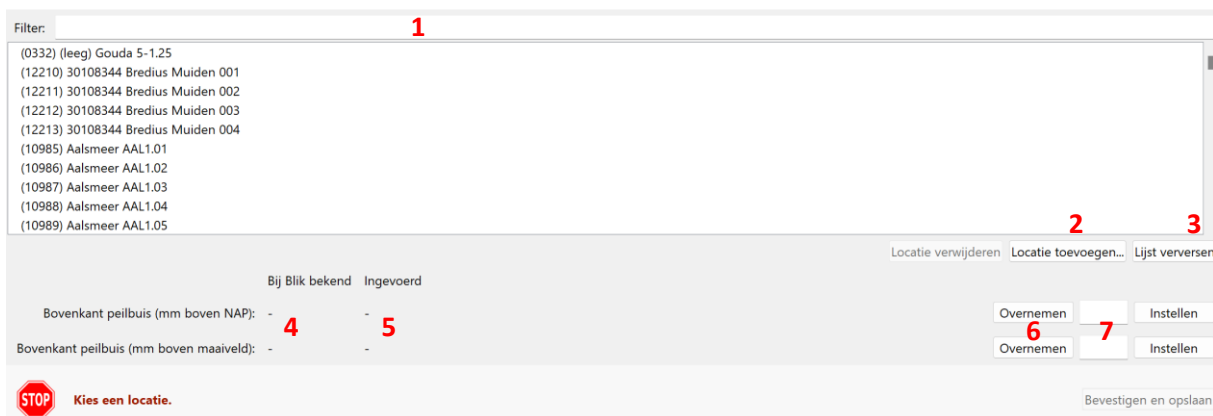 Filter: 1
(0332) (leeg) Gouda 5-1.25
(12210) 30108344 Bredius Muiden 001
(12211) 30108344 Bredius Muiden 002
(12212) 30108344 Bredius Muiden 003
(12213) 30108344 Bredius Muiden 004
(10985) Aalsmeer AAL1.01
(10986) Aalsmeer AAL1.02
(10987) Aalsmeer AAL1.03
(10988) Aalsmeer AAL1.04
(10989) Aalsmeer AAL1.05
2 3
Locatie verwijderen Locatie toevoegen... Lijst verversen
Bij Blik bekend Ingevoerd
Bovenkant peilbuis (mm boven NAP): - - Overnemen Instellen
4 5 6 7
Bovenkant peilbuis (mm boven maaiveld): - - Overnemen Instellen
STOP Kies een locatie. Bevestigen en opslaan